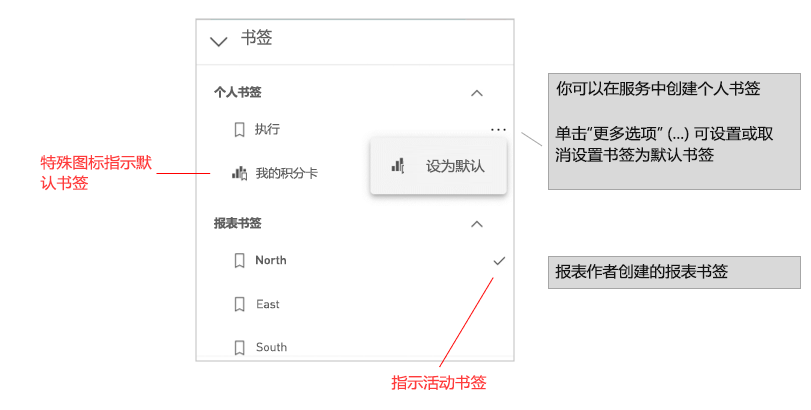 书签
个人书签
执行
...
我的积分卡
设为默认
报表书签
North
East
South
特殊图标指示默
认书签
你可以在服务中创建个人书签
单击“更多选项” (...) 可设置或取
消设置书签为默认书签
报表作者创建的报表书签
指示活动书签